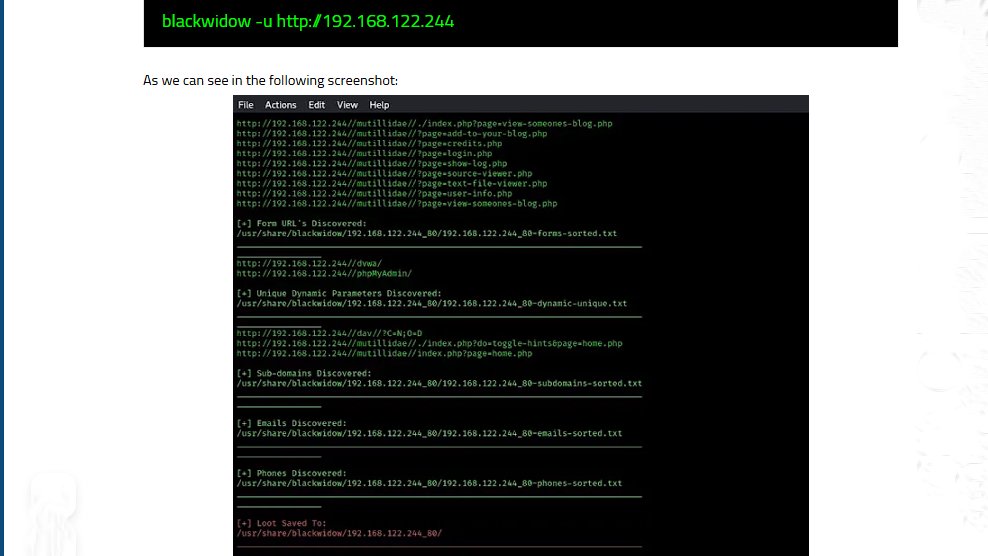 blackwidow -u http://192.168.122.244
As we can see in the following screenshot:
File Actions Edit View Help
http://192.168.122.244//mutillidae//./index.php?page=view-someones-blog.php
http://192.168.122.244//mutillidae//?page=add-to-your-blog.php
http://192.168.122.244//mutillidae//?page=credits.php
http://192.168.122.244//mutillidae//?page=login.php
http://192.168.122.244//mutillidae//?page=show-log.php
http://192.168.122.244//mutillidae//?page=source-viewer.php
http://192.168.122.244//mutillidae//?page=text-file-viewer.php
http://192.168.122.244//mutillidae//?page=user-info.php
http://192.168.122.244//mutillidae//?page=view-someones-blog.php
[+] Form URL's Discovered:
/usr/share/blackwidow/192.168.122.244_80/192.168.122.244_80-forms-sorted.txt
http://192.168.122.244//dvwa/
http://192.168.122.244//phpMyAdmin/
[+] Unique Dynamic Parameters Discovered:
/usr/share/blackwidow/192.168.122.244_80/192.168.122.244_80-dynamic-unique.txt
http://192.168.122.244//dav//?C=N;O=D
http://192.168.122.244//mutillidae//./index.php?do=toggle-hints&page=home.php
http://192.168.122.244//mutillidae//index.php?page=home.php
[+] Sub-domains Discovered:
/usr/share/blackwidow/192.168.122.244_80/192.168.122.244_80-subdomains-sorted.txt
[+] Emails Discovered:
/usr/share/blackwidow/192.168.122.244_80/192.168.122.244_80-emails-sorted.txt
[+] Phones Discovered:
/usr/share/blackwidow/192.168.122.244_80/192.168.122.244_80-phones-sorted.txt
[+] Loot Saved To:
/usr/share/blackwidow/192.168.122.244_80/